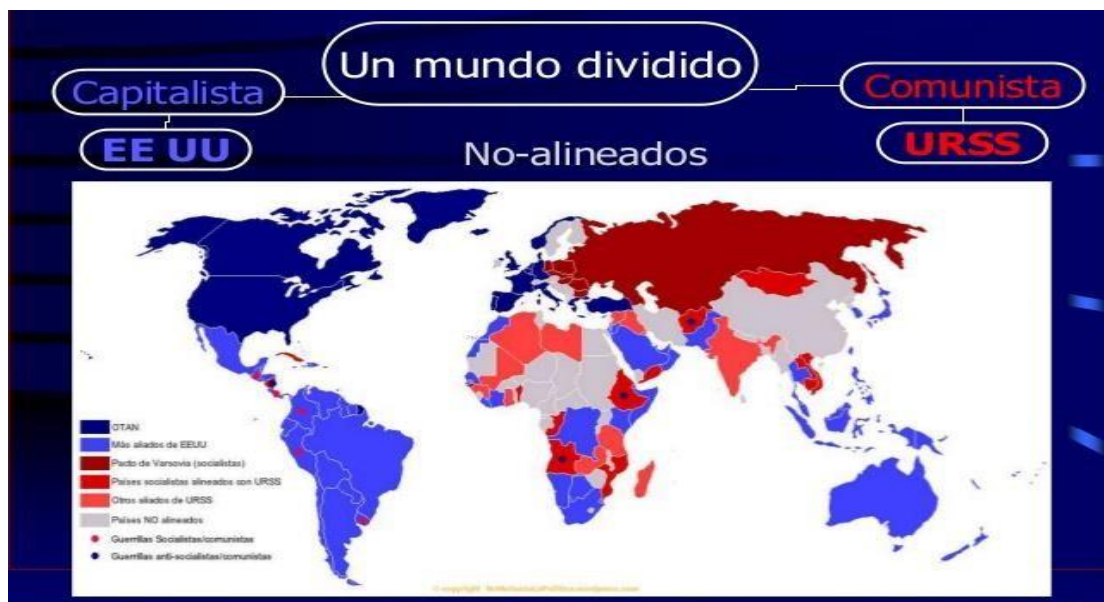 Un mundo dividido
Capitalista
Comunista
EE UU
URSS
No-alineados
OTAN
Más aliados de EEUU
Pacto de Varsovia (socialistas)
Países socialistas alineados con URSS
Otros aliados de URSS
Países NO alineados
Guerrillas Socialistas/comunistas
Guerrillas anti-socialistas/comunistas
© copyright